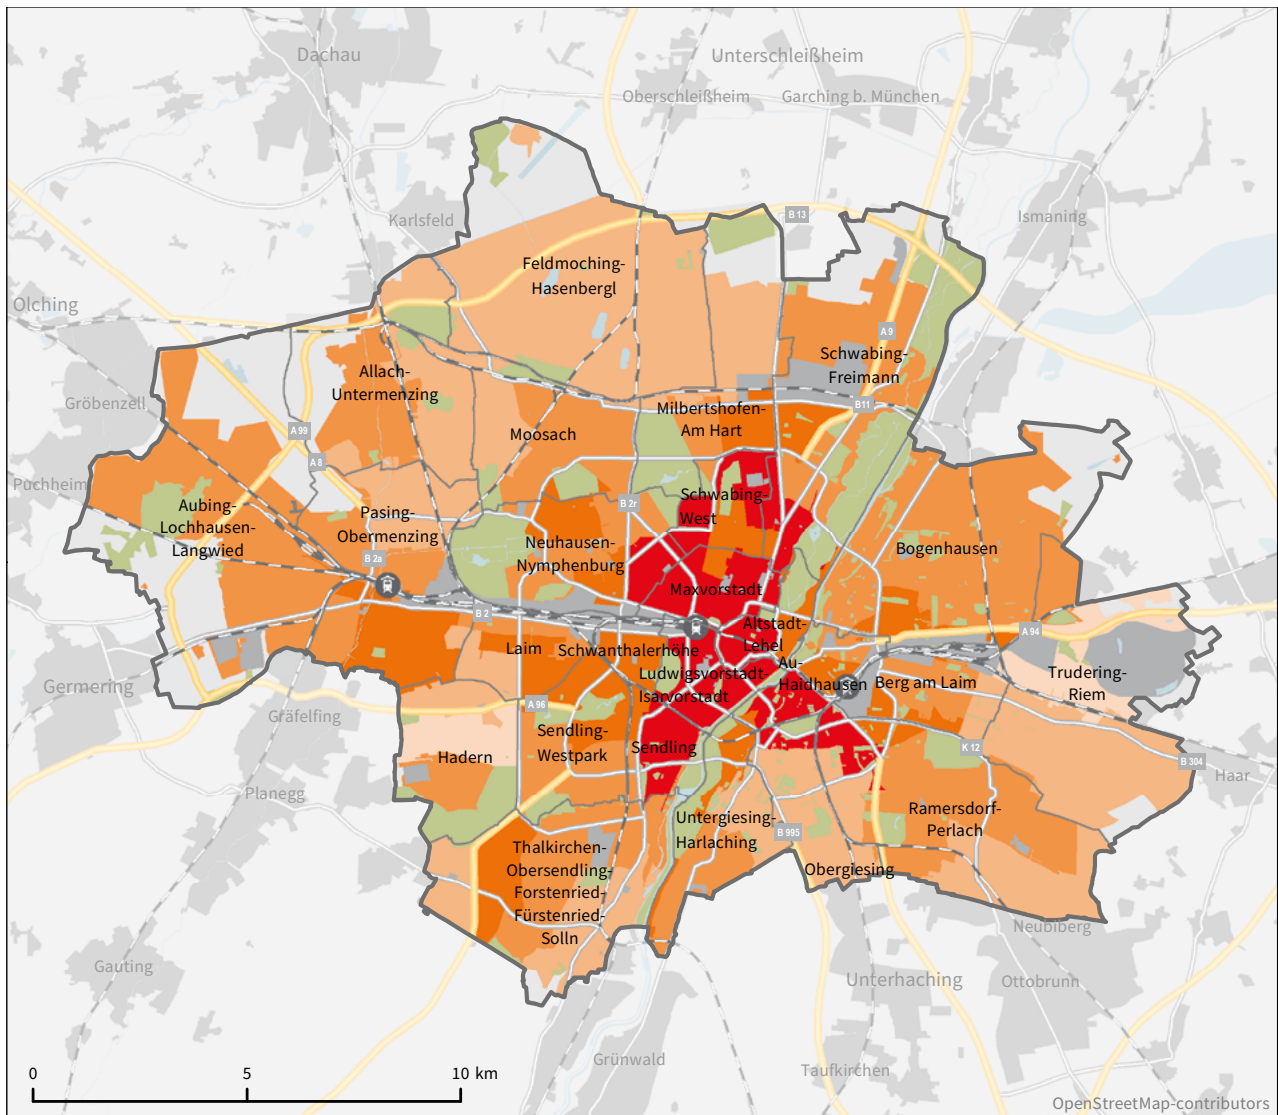 Dachau
Unterschleißheim
Oberschleißheim
Garching b. München
Karlsfeld
B 13
Ismaning
Feldmoching-
Hasenbergl
Olching
A 9
Schwabing-
Freimann
Allach-
Untermenzing
Gröbenzell
B11
Milbertshofen-
Am Hart
A 99
Moosach
A 8
Puchheim
Schwabing-
West
B 2r
Aubing-
Lochhausen-
Langwied
Pasing-
Obermenzing
Neuhausen-
Nymphenburg
Bogenhausen
B 2a
Maxvorstadt
B 2
Altstadt-
Lehel
A 94
Laim
Schwanthalerhöhe
Au-
Haidhausen
Ludwigsvorstadt-
Isarvorstadt
Berg am Laim
Trudering-
Riem
Germering
Gräfelfing
A 96
Sendling-
Westpark
Sendling
Hadern
K 12
B 304
Haar
Planegg
Untergiesing-
Harlaching
B 995
Ramersdorf-
Perlach
Thalkirchen-
Obersendling-
Forstenried-
Fürstenried-
Solln
Obergiesing
Neubiberg
Gauting
Unterhaching
Ottobrunn
Grünwald
Taufkirchen
0 5 10 km
OpenStreetMap-contributors